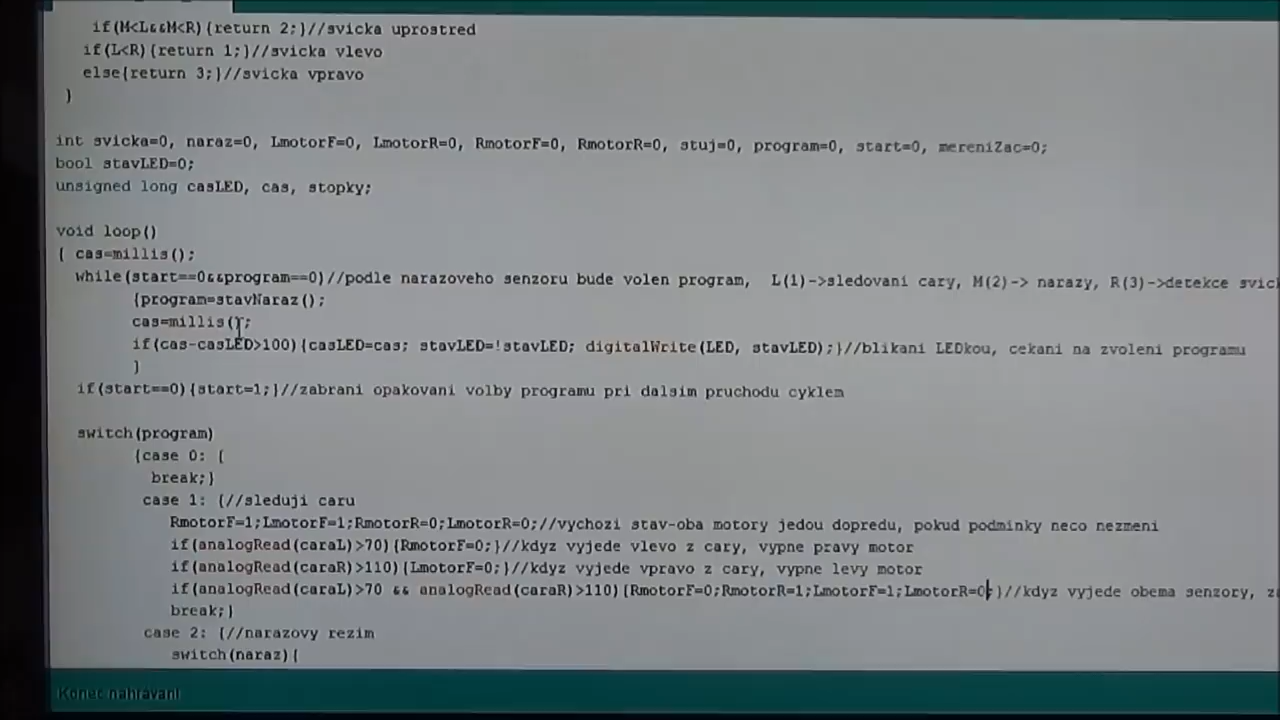 if(M<L&&M<R){return 2;}//svicka uprostred
if(L<R){return 1;}//svicka vlevo
else{return 3;}//svicka vpravo
}
int svicka=0, naraz=0, LmotorF=0, LmotorR=0, RmotorF=0, RmotorR=0, stuj=0, program=0, start=0, mereniZac=0;
bool stavLED=0;
unsigned long casLED, cas, stopky;
void loop()
{ cas=millis();
while(start==0&&program==0)//podle narazoveho senzoru bude volen program, L(1)->sledovani cary, M(2)-> narazy, R(3)->detekce svic
{program=stavNaraz();
cas=millis();
if(cas-casLED>100){casLED=cas; stavLED=!stavLED; digitalWrite(LED, stavLED);}//blikani LEDkou, cekani na zvoleni programu
}
if(start==0){start=1;}//zabrani opakovani volby programu pri dalsim pruchodu cyklem
switch(program)
{case 0: {
break;}
case 1: {//sleduji caru
RmotorF=1;LmotorF=1;RmotorR=0;LmotorR=0;//vychozi stav-oba motory jedou dopredu, pokud podminky neco nezmeni
if(analogRead(caraL)>70){RmotorF=0;}//kdyz vyjede vlevo z cary, vypne pravy motor
if(analogRead(caraR)>110){LmotorF=0;}//kdyz vyjede vpravo z cary, vypne levy motor
if(analogRead(caraL)>70 && analogRead(caraR)>110){RmotorF=0;RmotorR=1;LmotorF=1;LmotorR=0;}//kdyz vyjede obema senzory, z
break;}
case 2: {//narazovy rezim
switch(naraz){
Konec nahravani